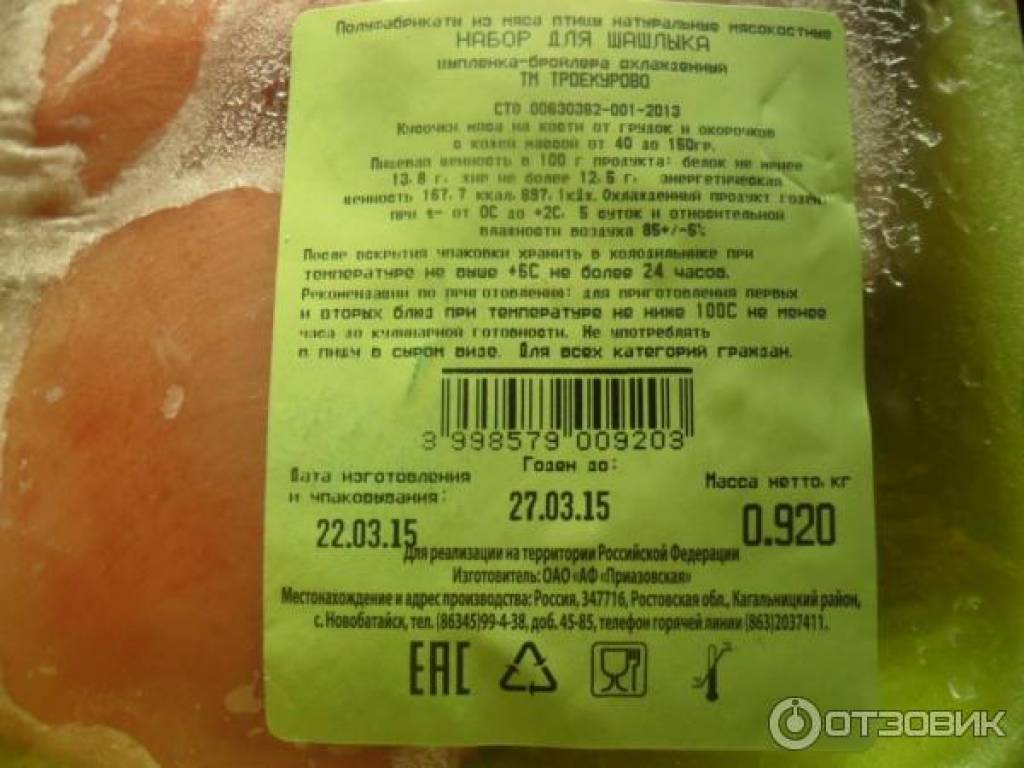 Полуфабрикаты из мяса птицы натуральные мясокостные
НАБОР ДЛЯ ШАШЛЫКА
цыпленка-бройлера охлажденный
ТМ ТРОЕКУРОВО
СТО 00630362-001-2013
Кусочки мяса на кости от грудок и окорочков
с кожей массой от 40 до 160гр.
Пищевая ценность в 100 г продукта: белок не менее
13,8 г, жир не более 12,5 г, энергетическая
ценность 167,7 ккал. Охлажденный продукт годен
при t- от 0С до +2С, 5 суток и относительной
влажности воздуха 85+/-5%
После вскрытия упаковки хранить в холодильнике при
температуре не выше +6С не более 24 часов.
Рекомендации по приготовлению: для приготовления первых
и вторых блюд при температуре не ниже 100С не менее
часа до кулинарной готовности. Не употреблять
в пищу в сыром виде. Для всех категорий граждан.
3 998579 009203
Годен до:
Дата изготовления
и упаковывания:
Масса нетто, кг
22.03.15
27.03.15
0.920
Для реализации на территории Российской Федерации
Изготовитель: ОАО «АФ «Приазовская»
Местонахождение и адрес производства: Россия, 347716, Ростовская обл., Кагальницкий район,
с. Новобатайск, тел. (86345)99-4-38, доб. 45-85, телефон горячей линии (863)2037411.
ЕАС
ОТЗОВИК